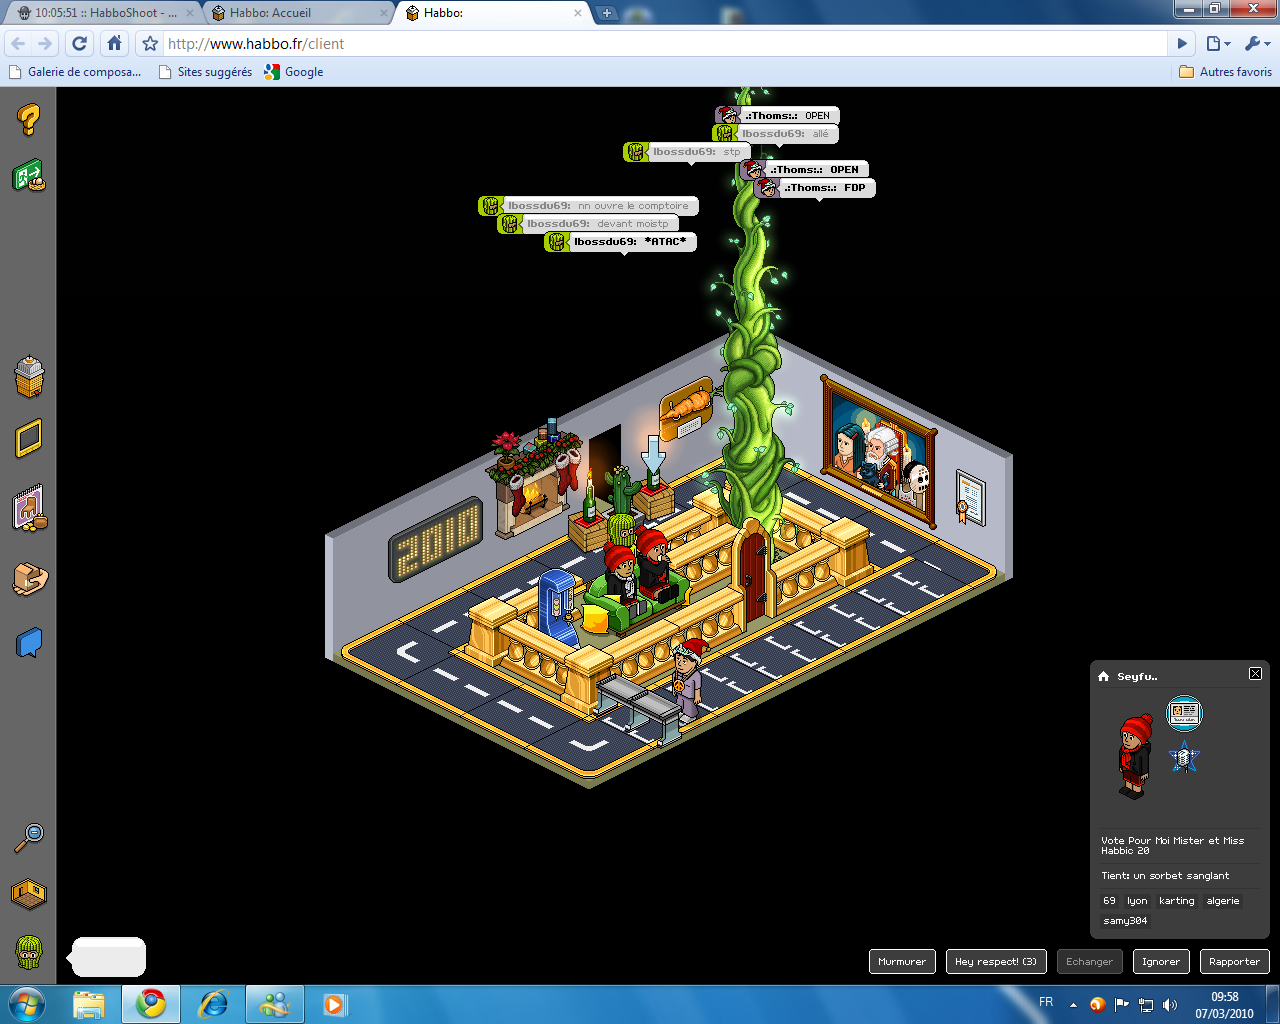 10:05:51 :: HabboShoot - ...
Habbo: Accueil
Habbo:
http://www.habbo.fr/client
Galerie de composa...
Sites suggérés
Google
Autres favoris
.:Thoms:.: OPEN
lbossdu69: allé
lbossdu69: stp
.:Thoms:.: OPEN
.:Thoms:.: FDP
lbossdu69: nn ouvre le comptoire
lbossdu69: devant moistp
lbossdu69: *ATAC*
2010
Seyfu..
Vote Pour Moi Mister et Miss
Habbic 20
Tient: un sorbet sanglant
69 lyon karting algerie
samy304
Murmurer
Hey respect! (3)
Echanger
Ignorer
Rapporter
FR
09:58
07/03/2010